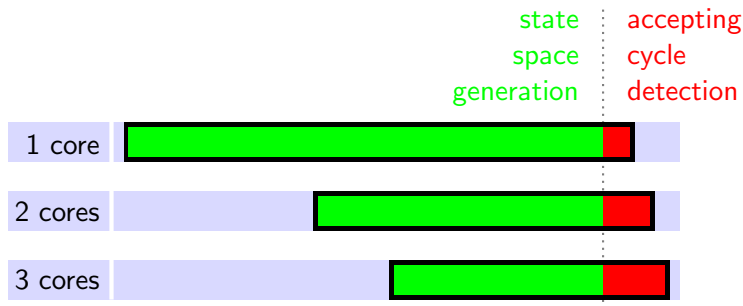 state
space
generation
accepting
cycle
detection
1 core
2 cores
3 cores